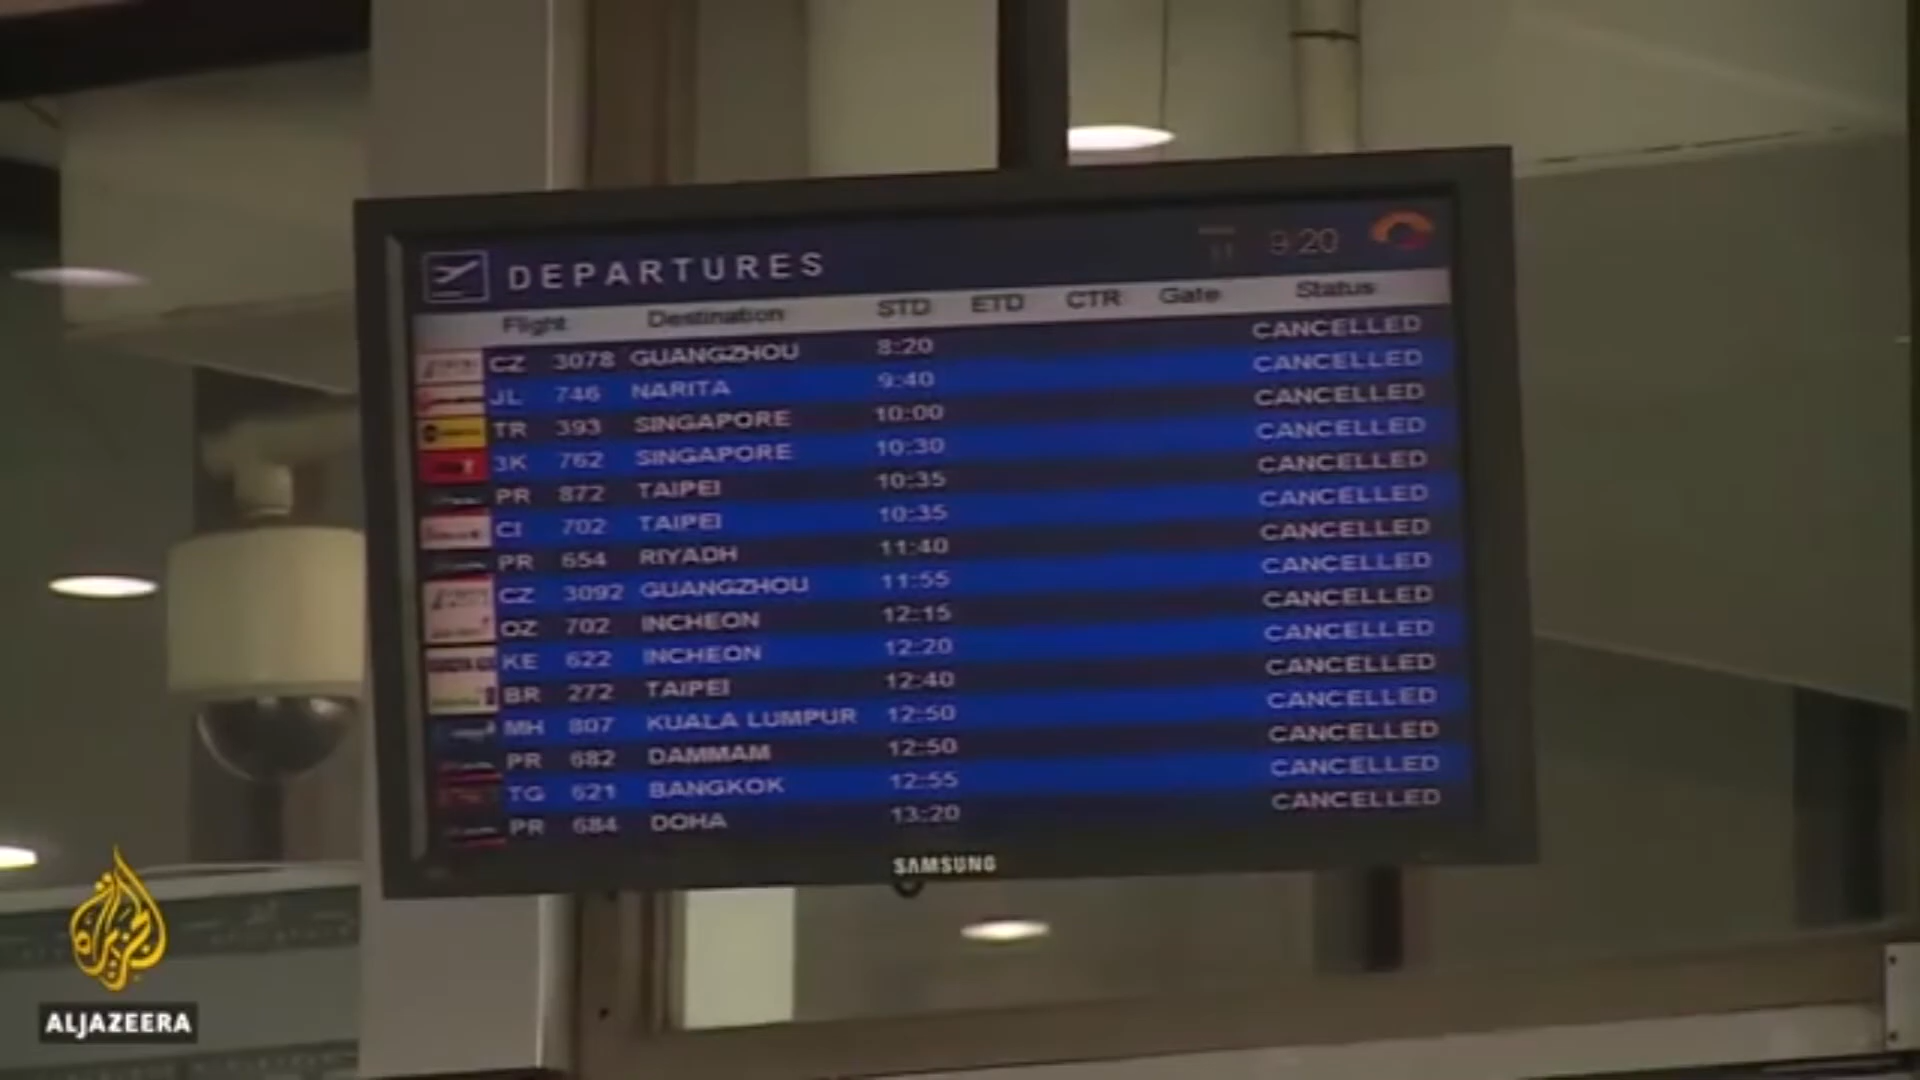 DEPARTURES 9:20
Flight Destination STD ETD CTR Gate Status
CZ 3078 GUANGZHOU 8:20 CANCELLED
JL 746 NARITA 9:40 CANCELLED
TR 393 SINGAPORE 10:00 CANCELLED
3K 762 SINGAPORE 10:30 CANCELLED
PR 872 TAIPEI 10:35 CANCELLED
CI 702 TAIPEI 10:35 CANCELLED
PR 654 RIYADH 11:40 CANCELLED
CZ 3092 GUANGZHOU 11:55 CANCELLED
OZ 702 INCHEON 12:15 CANCELLED
KE 622 INCHEON 12:20 CANCELLED
BR 272 TAIPEI 12:40 CANCELLED
MH 807 KUALA LUMPUR 12:50 CANCELLED
PR 682 DAMMAM 12:50 CANCELLED
TG 621 BANGKOK 12:55 CANCELLED
PR 684 DOHA 13:20 CANCELLED
SAMSUNG
الجزيرة
ALJAZEERA